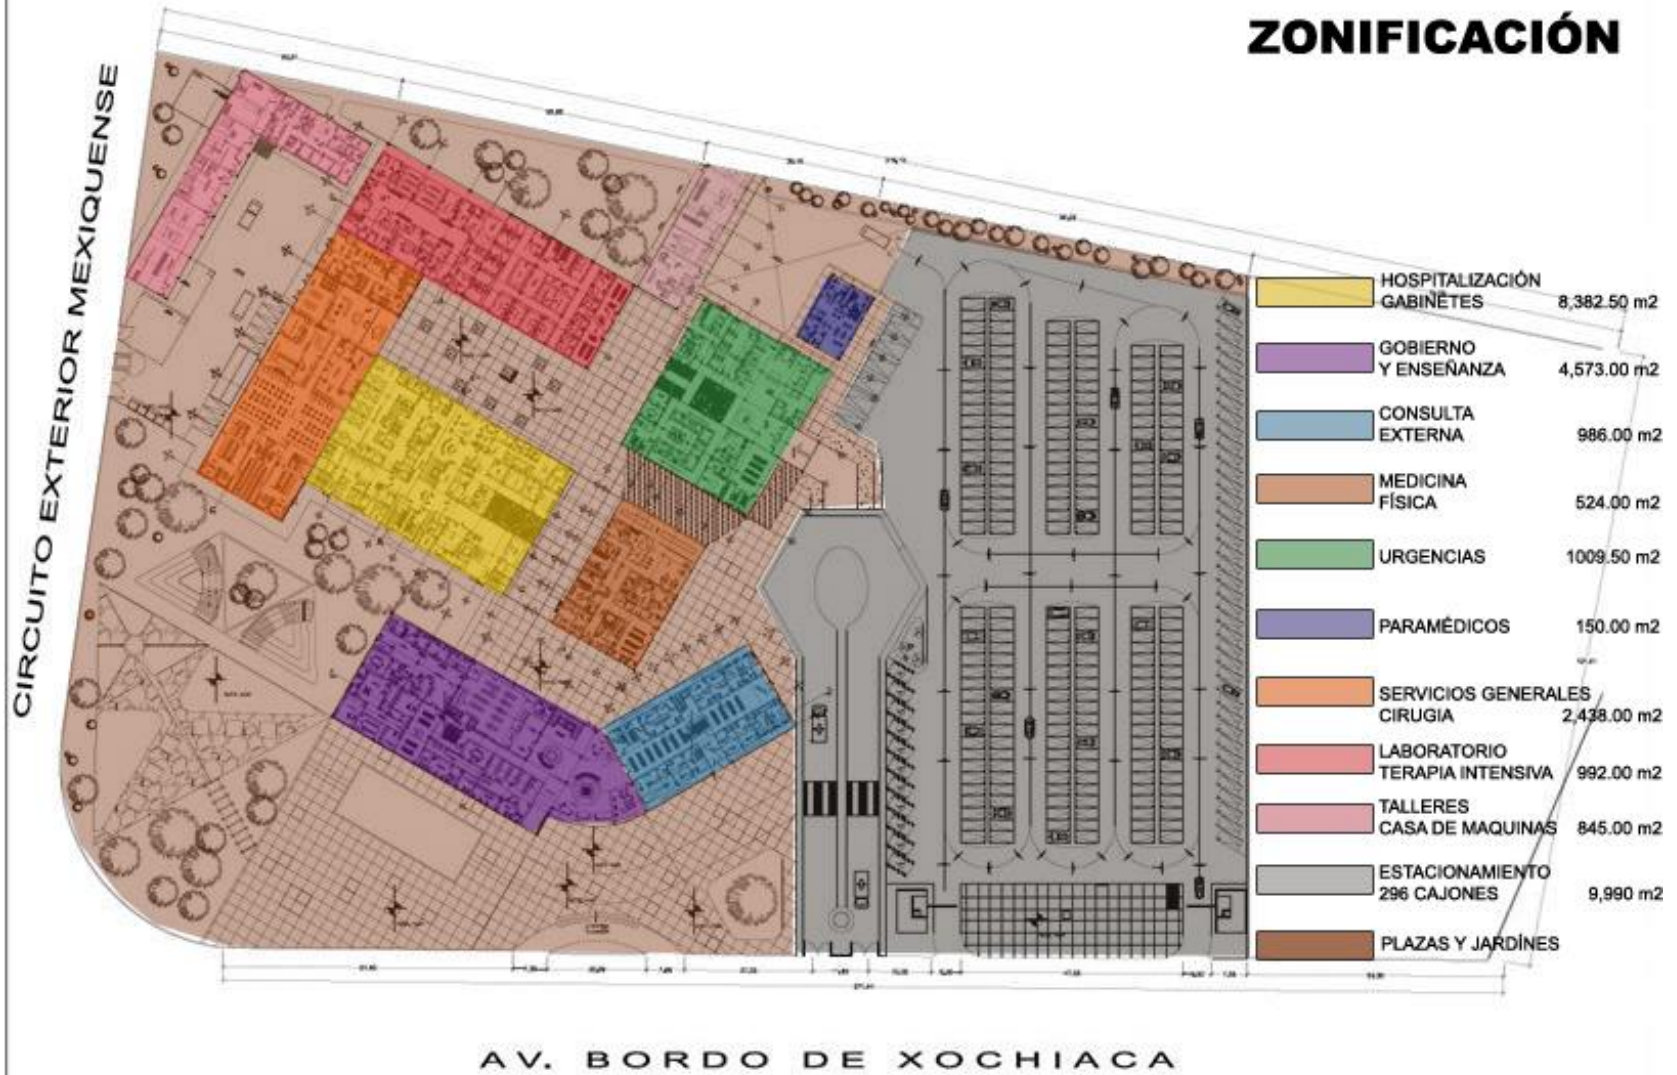 ZONIFICACIÓN
CIRCUITO EXTERIOR MEXIQUENSE
HOSPITALIZACIÓN
GABINÉTES 8,382.50 m2
GOBIERNO
Y ENSEÑANZA 4,573.00 m2
CONSULTA
EXTERNA 986.00 m2
MEDICINA
FÍSICA 524.00 m2
URGENCIAS 1009.50 m2
PARAMÉDICOS 150.00 m2
SERVICIOS GENERALES
CIRUGIA 2,438.00 m2
LABORATORIO
TERAPIA INTENSIVA 992.00 m2
TALLERES
CASA DE MAQUINAS 845.00 m2
ESTACIONAMIENTO
296 CAJONES 9,990 m2
PLAZAS Y JARDÍNES
AV. BORDO DE XOCHIACA